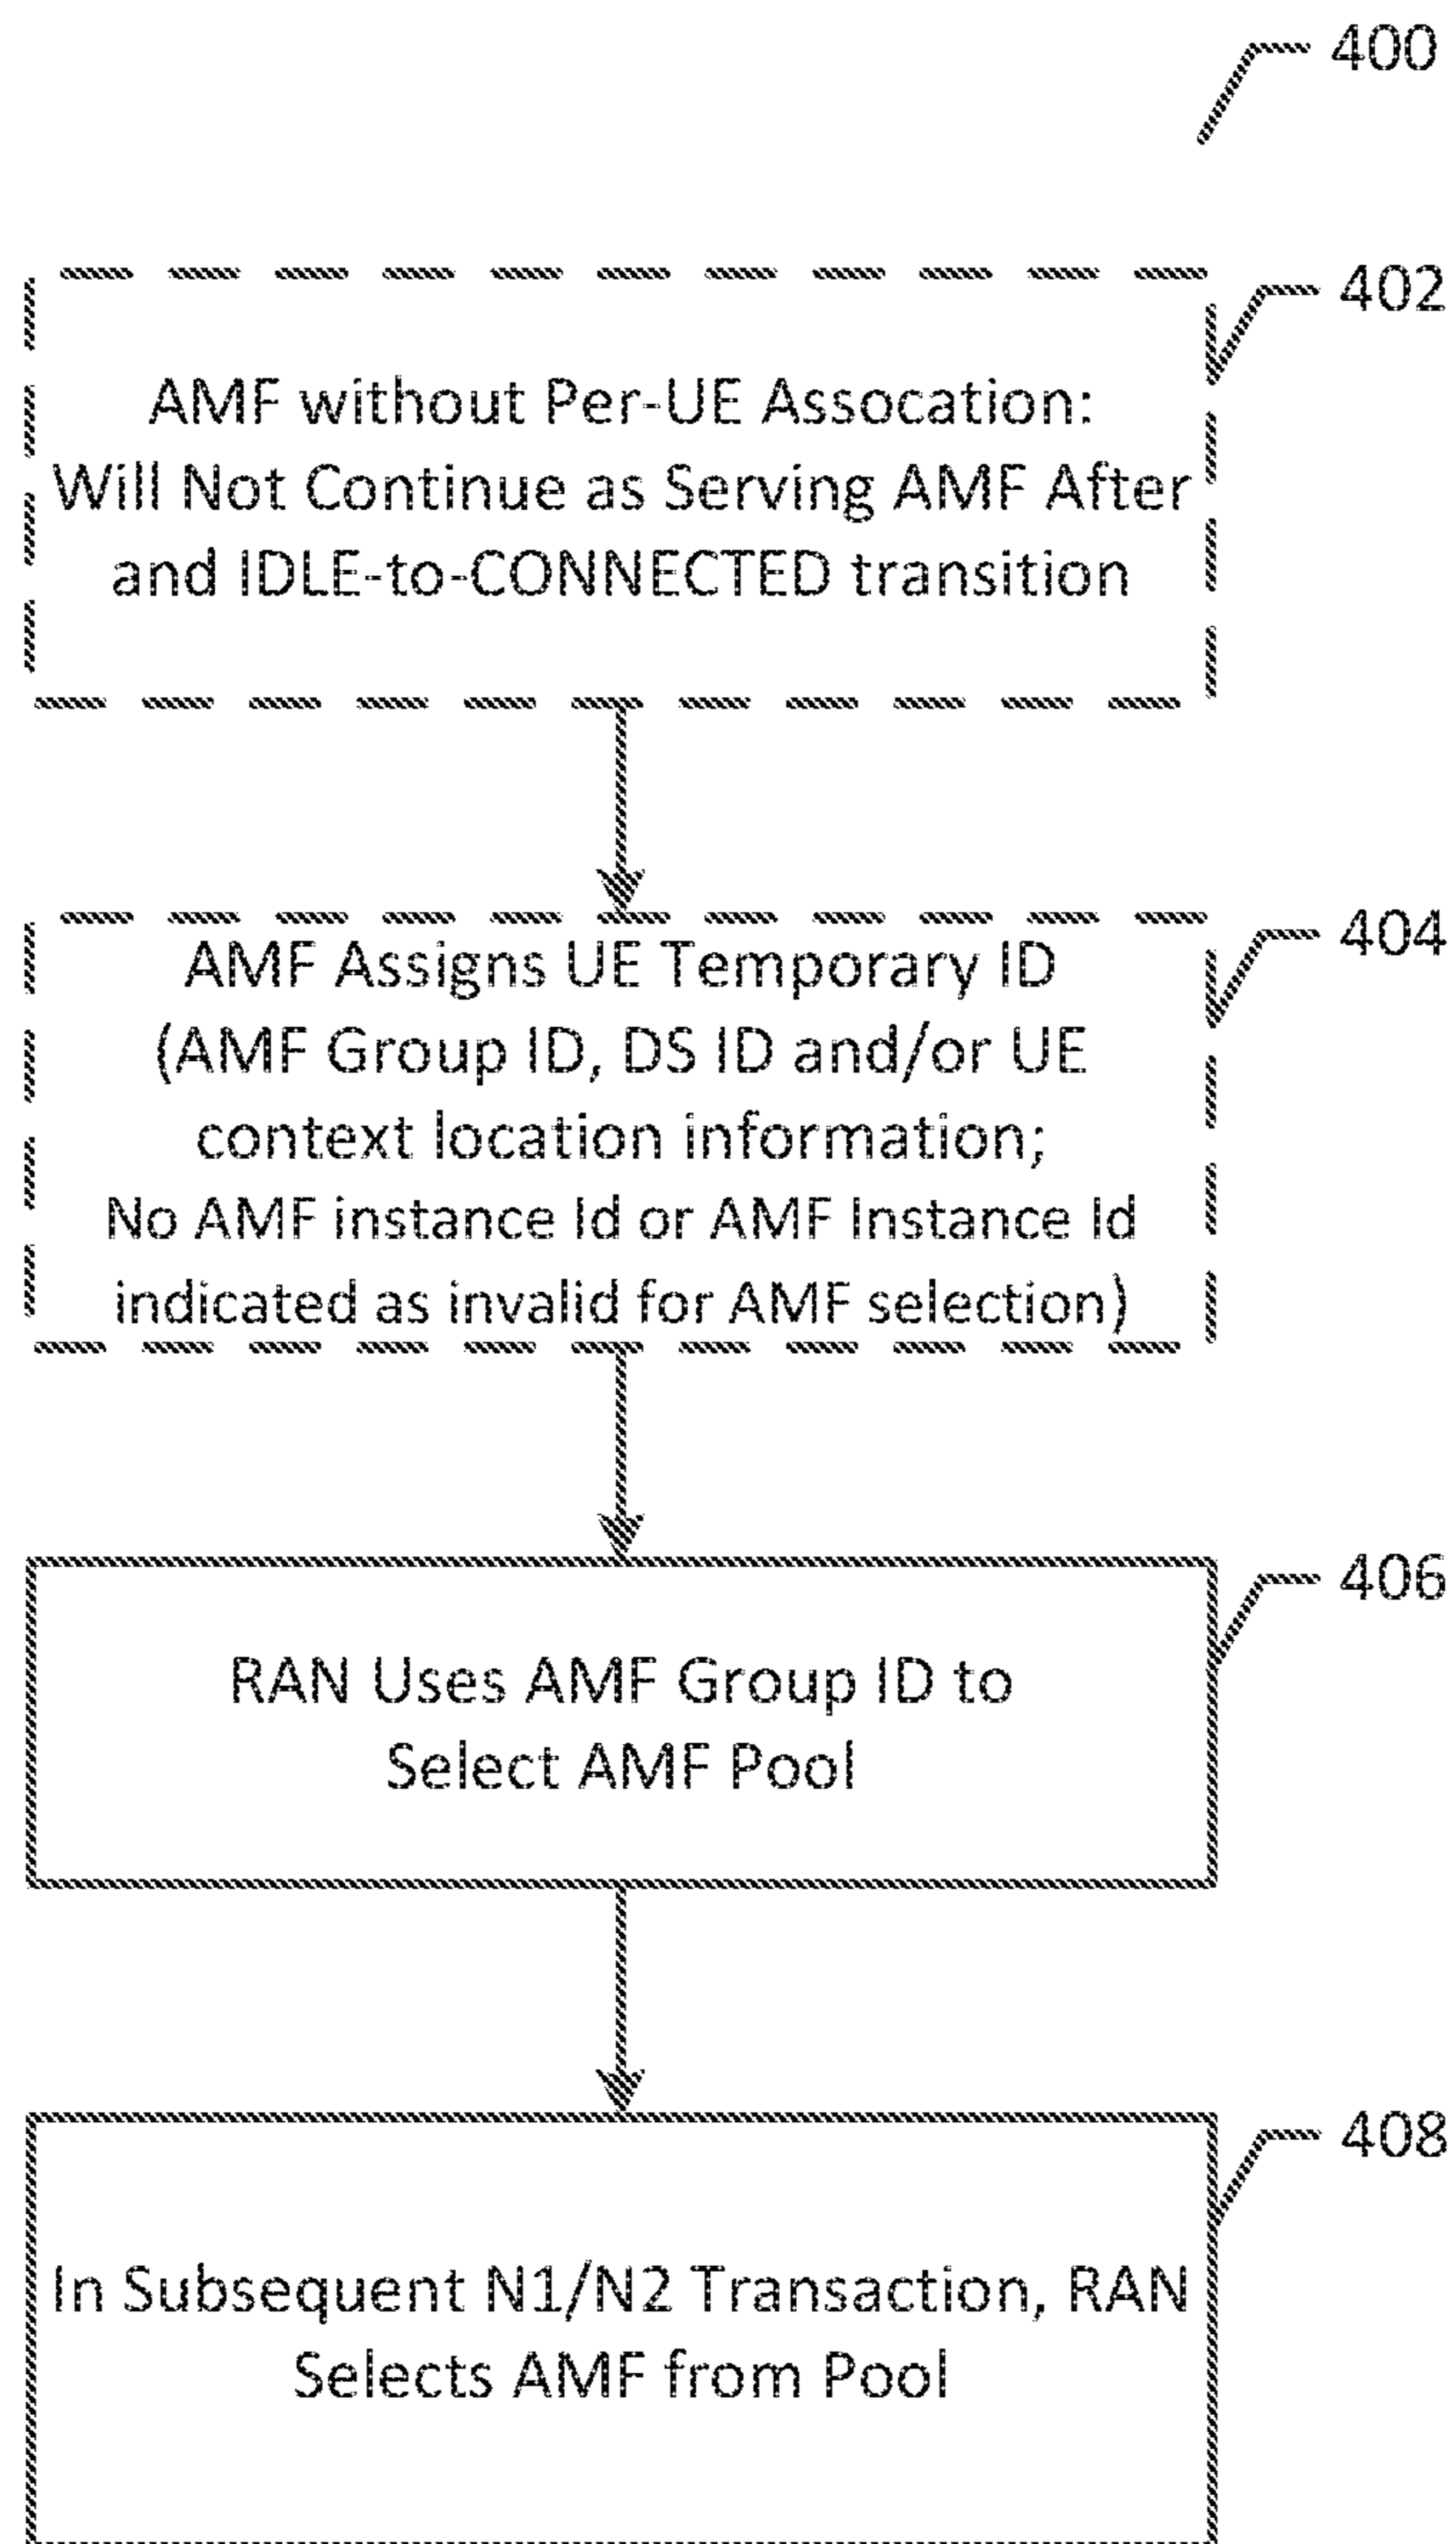 400
402
AMF without Per-UE Assocation:
Will Not Continue as Serving AMF After
and IDLE-to-CONNECTED transition
404
AMF Assigns UE Temporary ID
(AMF Group ID, DS ID and/or UE
context location information;
No AMF instance Id or AMF Instance Id
indicated as invalid for AMF selection)
406
RAN Uses AMF Group ID to
Select AMF Pool
408
In Subsequent N1/N2 Transaction, RAN
Selects AMF from Pool